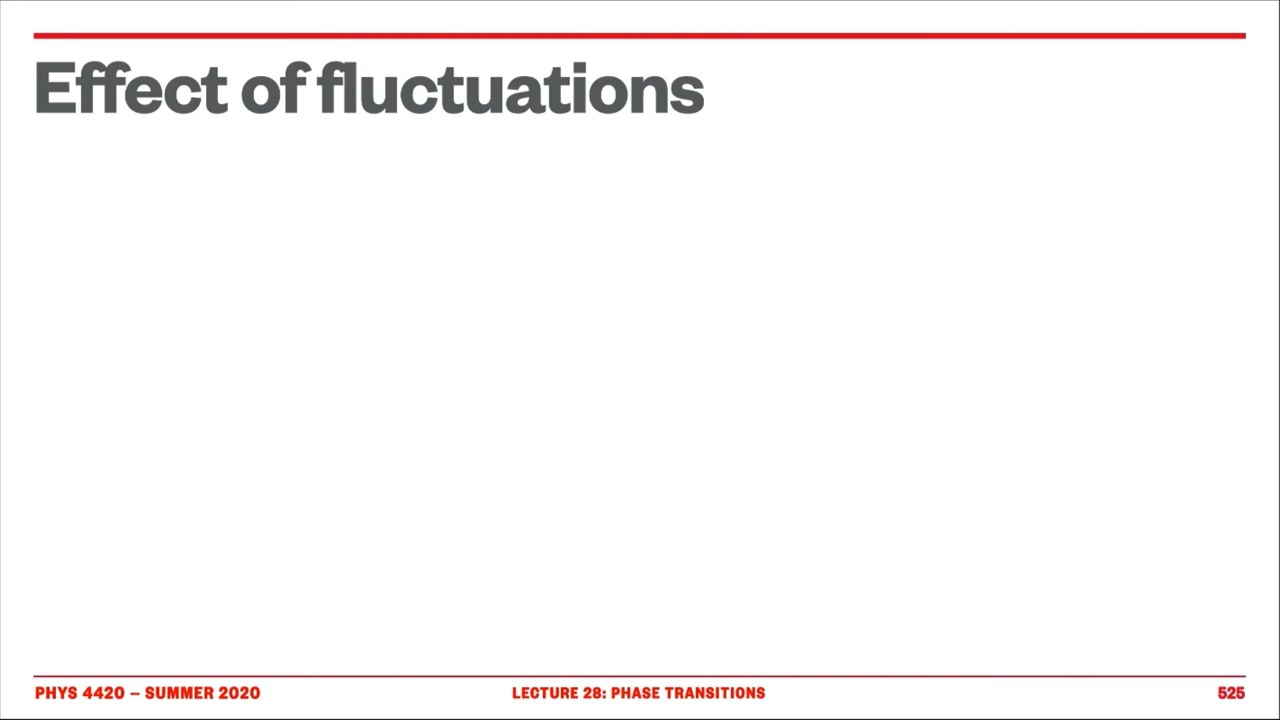 Effect of fluctuations
PHYS 4420 – SUMMER 2020
LECTURE 28: PHASE TRANSITIONS
525